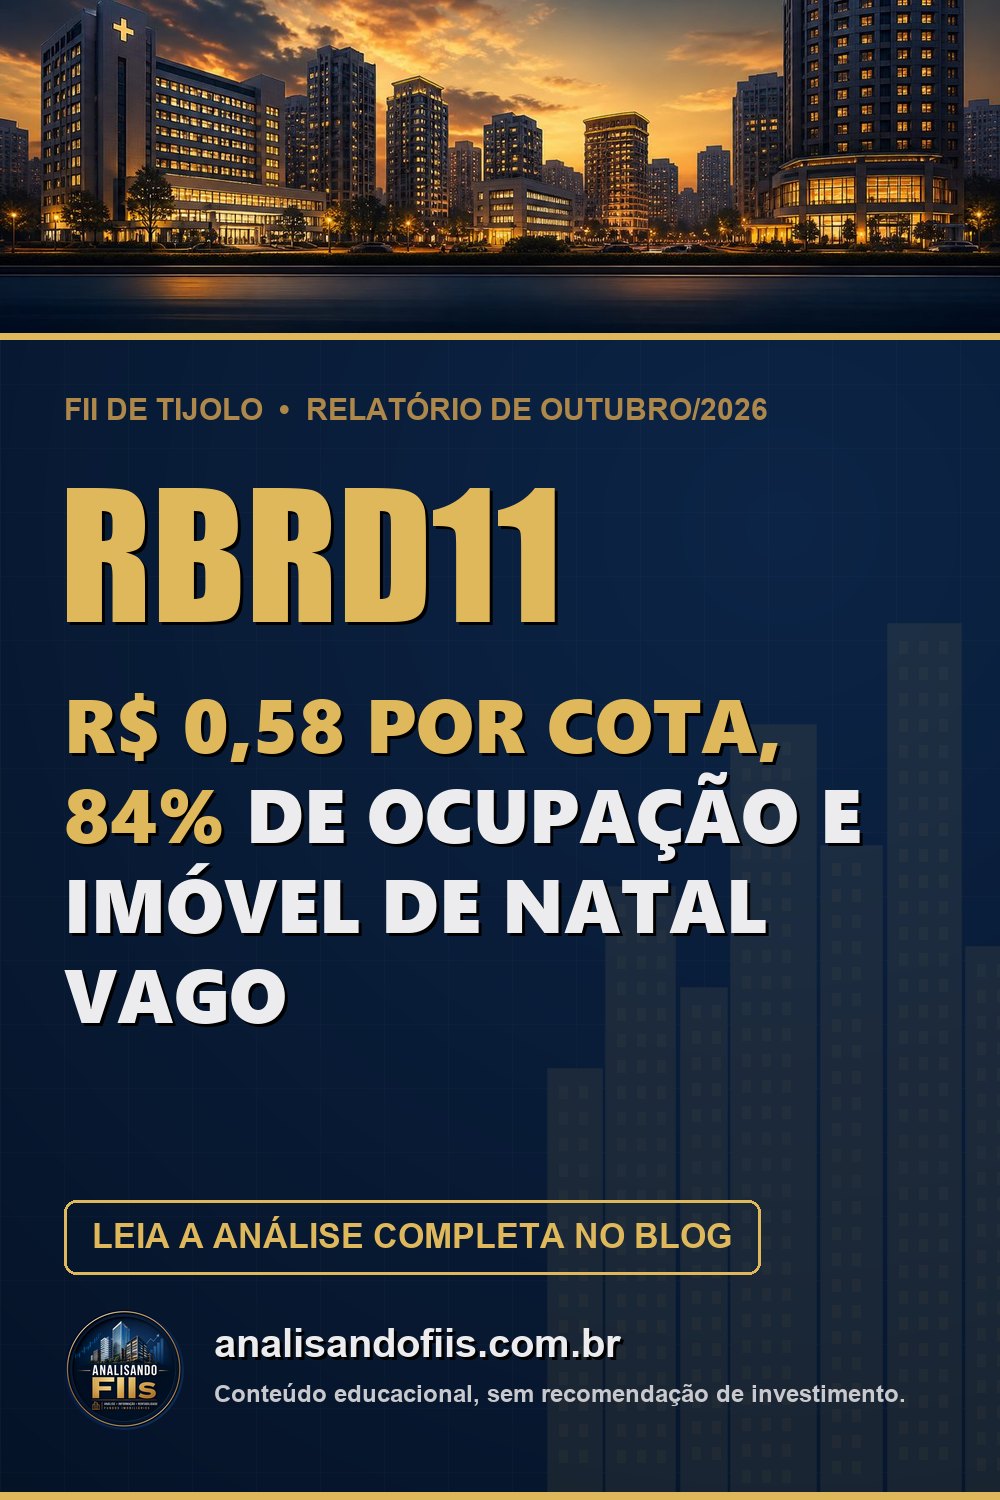 FII DE TIJOLO • RELATÓRIO DE OUTUBRO/2026
RBRD11
R$ 0,58 POR COTA,
84% DE OCUPAÇÃO E
IMÓVEL DE NATAL
VAGO
LEIA A ANÁLISE COMPLETA NO BLOG
ANALISANDO
FIIs
analisandofiis.com.br
Conteúdo educacional, sem recomendação de investimento.